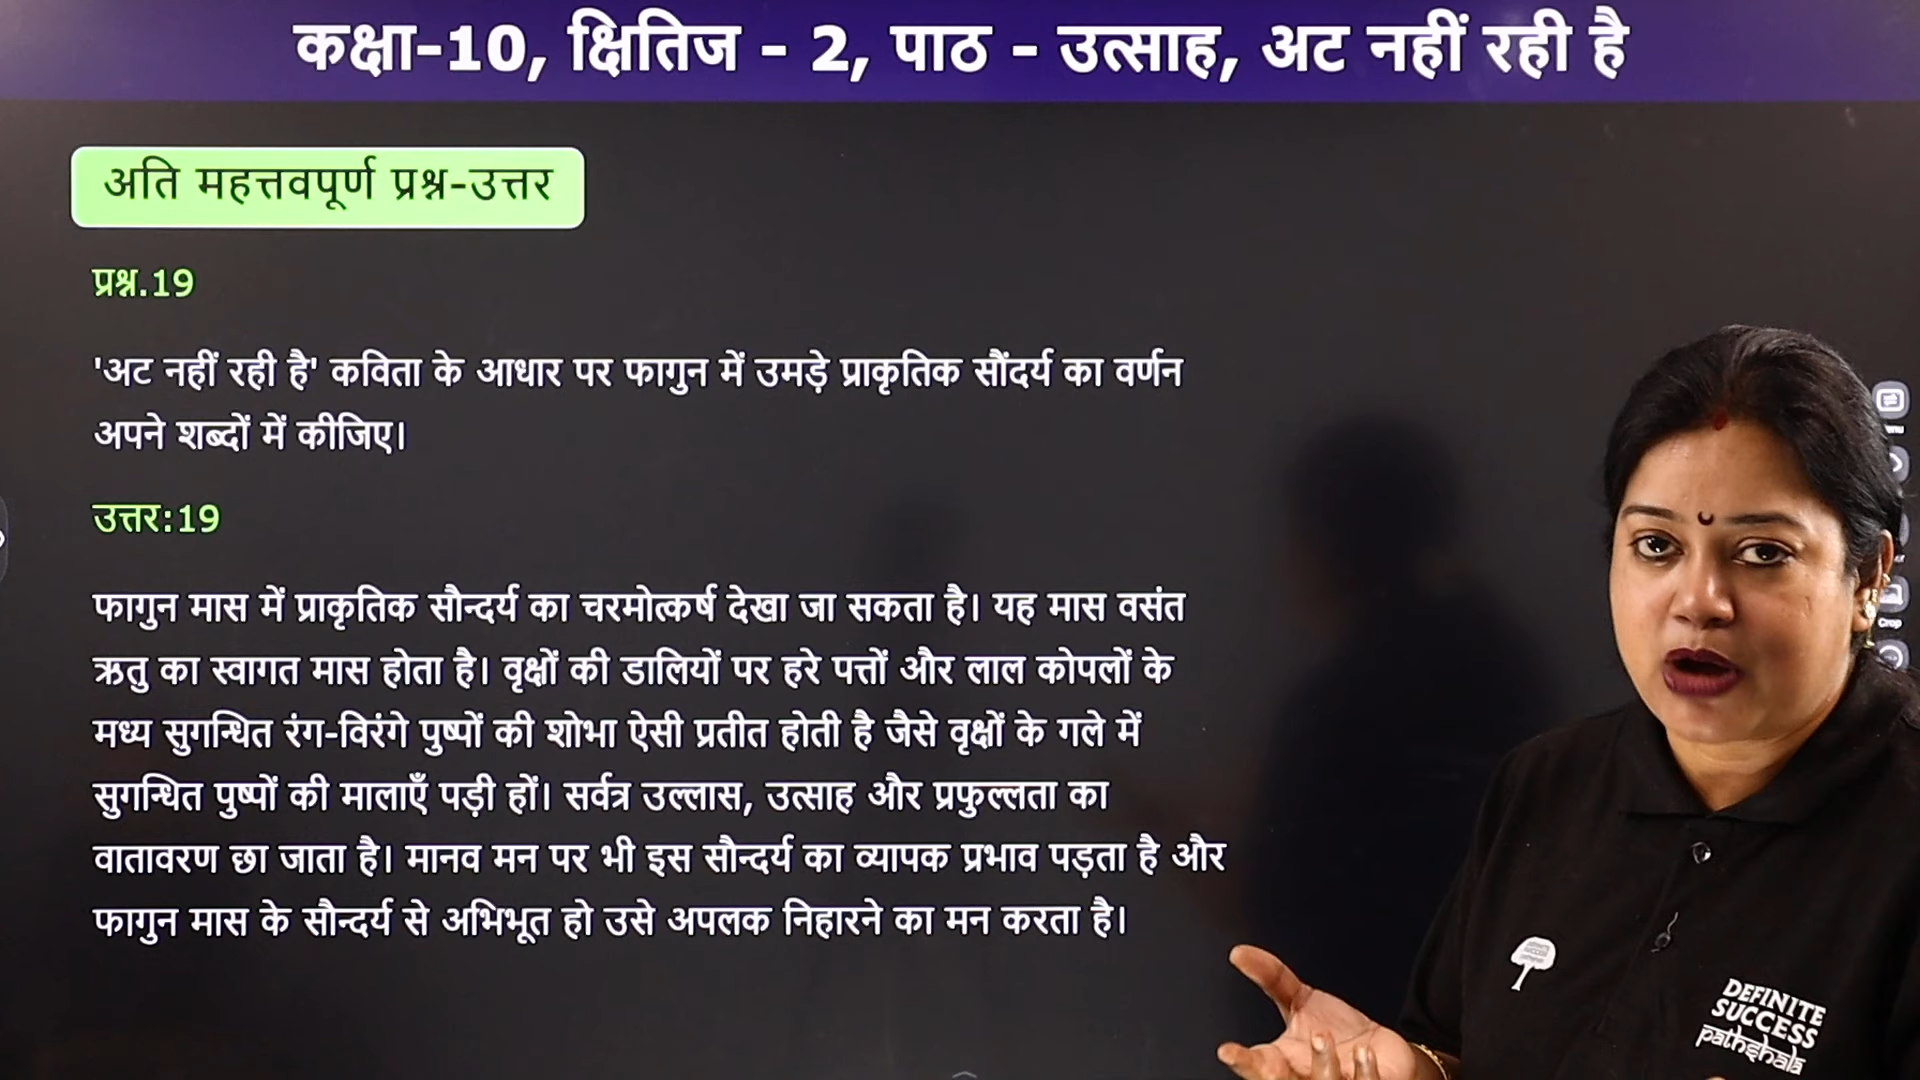 कक्षा-10, क्षितिज - 2, पाठ - उत्साह, अट नहीं रही है
अति महत्तवपूर्ण प्रश्न-उत्तर
प्रश्न.19
'अट नहीं रही है' कविता के आधार पर फागुन में उमड़े प्राकृतिक सौंदर्य का वर्णन
अपने शब्दों में कीजिए।
उत्तर:19
फागुन मास में प्राकृतिक सौन्दर्य का चरमोत्कर्ष देखा जा सकता है। यह मास वसंत
ऋतु का स्वागत मास होता है। वृक्षों की डालियों पर हरे पत्तों और लाल कोपलों के
मध्य सुगन्धित रंग-विरंगे पुष्पों की शोभा ऐसी प्रतीत होती है जैसे वृक्षों के गले में
सुगन्धित पुष्पों की मालाएँ पड़ी हों। सर्वत्र उल्लास, उत्साह और प्रफुल्लता का
वातावरण छा जाता है। मानव मन पर भी इस सौन्दर्य का व्यापक प्रभाव पड़ता है और
फागुन मास के सौन्दर्य से अभिभूत हो उसे अपलक निहारने का मन करता है।
Crop
DEFINITE
SUCCESS
pathshala